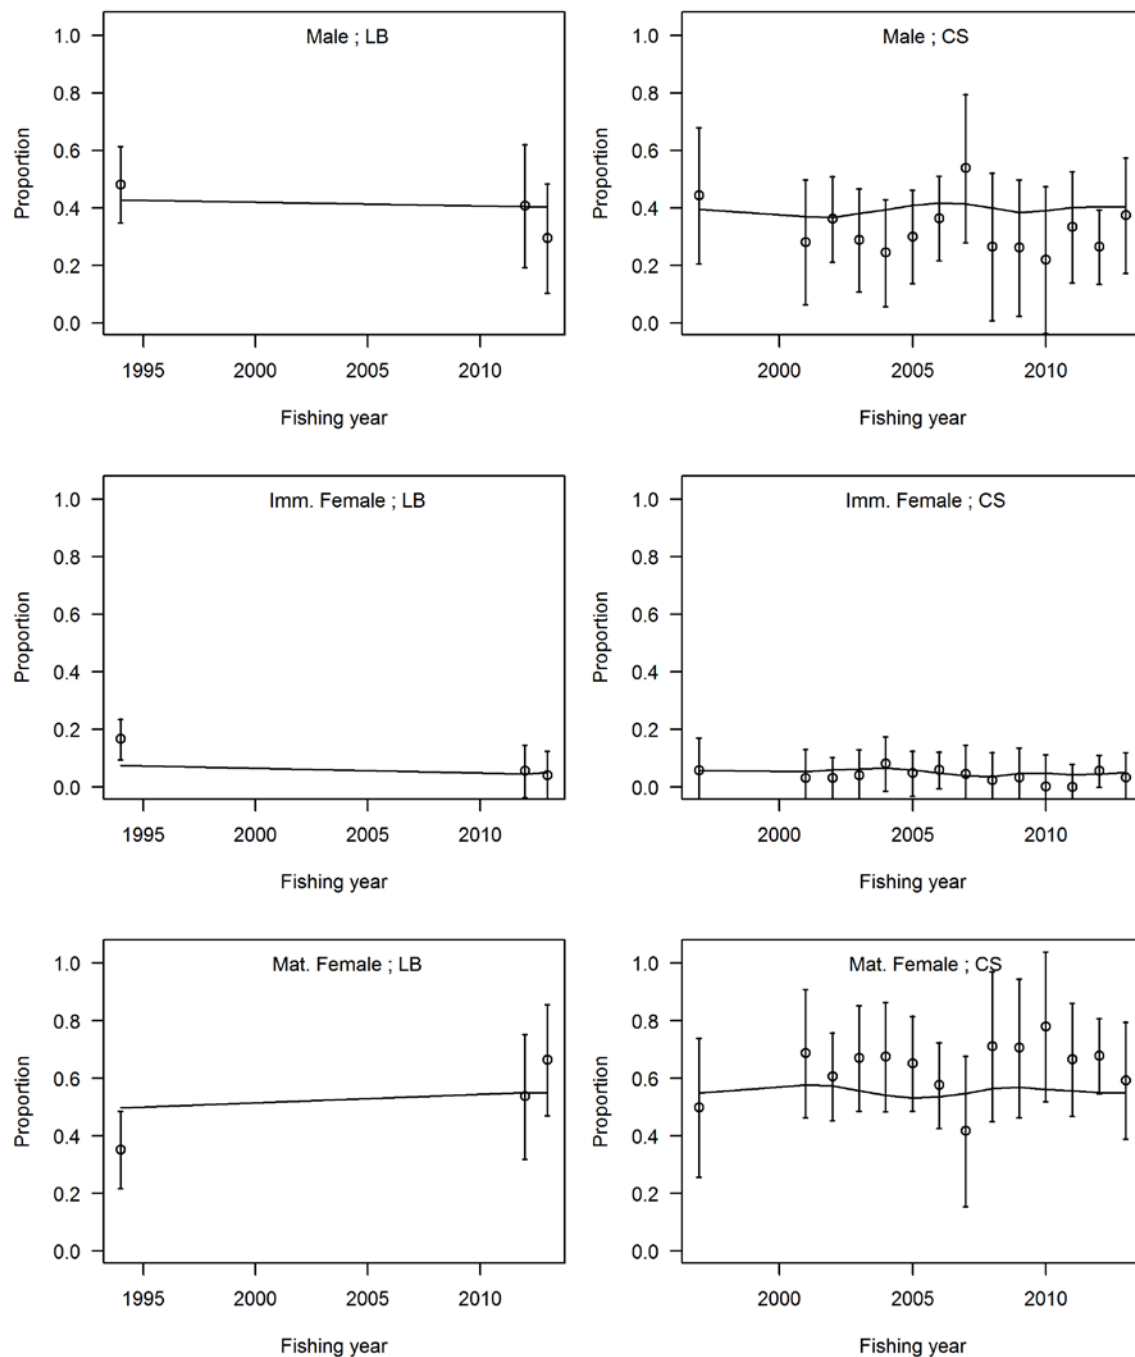 Male ; LB
1.0
0.8
0.6
0.4
0.2
0.0
Proportion
1995 2000 2005 2010
Fishing year
Male ; CS
1.0
0.8
0.6
0.4
0.2
0.0
Proportion
2000 2005 2010
Fishing year
Imm. Female ; LB
1.0
0.8
0.6
0.4
0.2
0.0
Proportion
1995 2000 2005 2010
Fishing year
Imm. Female ; CS
1.0
0.8
0.6
0.4
0.2
0.0
Proportion
2000 2005 2010
Fishing year
Mat. Female ; LB
1.0
0.8
0.6
0.4
0.2
0.0
Proportion
1995 2000 2005 2010
Fishing year
Mat. Female ; CS
1.0
0.8
0.6
0.4
0.2
0.0
Proportion
2000 2005 2010
Fishing year